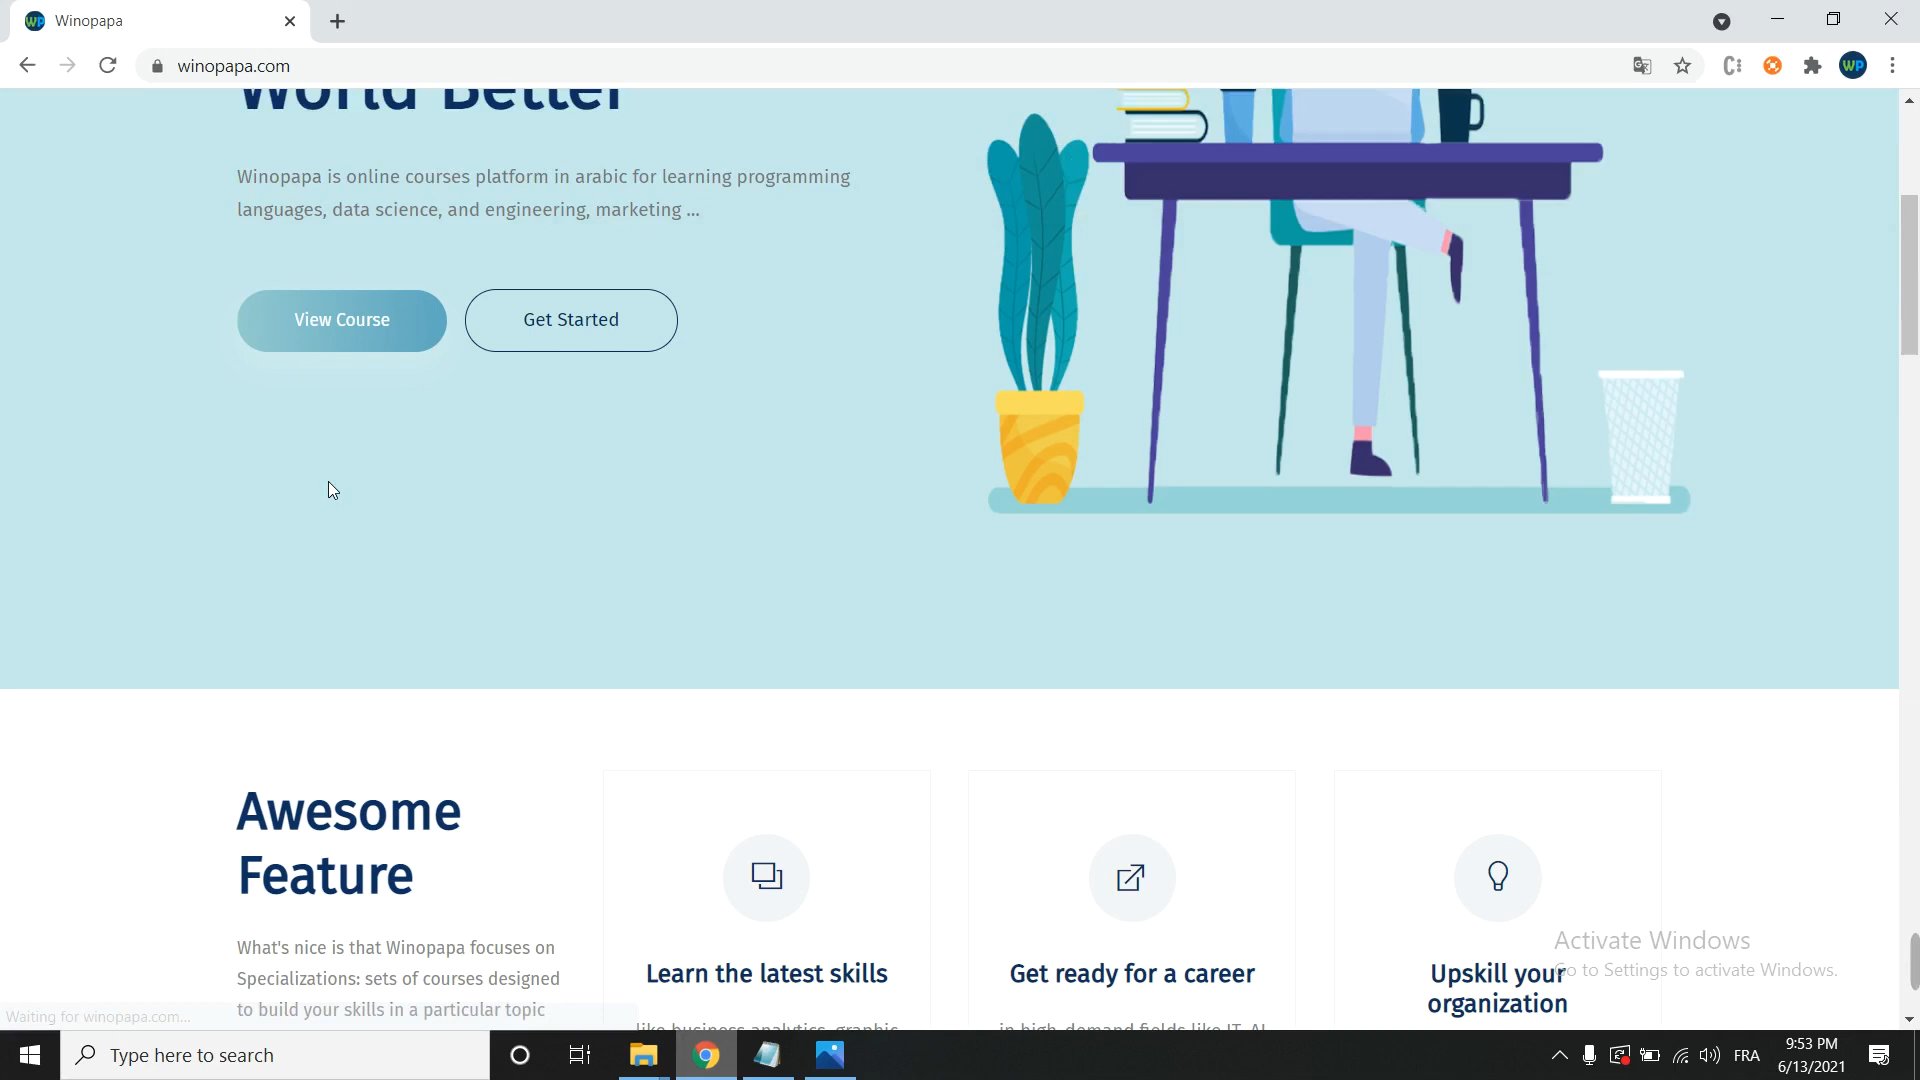 Winopapa
winopapa.com
World Better
Winopapa is online courses platform in arabic for learning programming
languages, data science, and engineering, marketing ...
View Course
Get Started
Awesome
Feature
What's nice is that Winopapa focuses on
Specializations: sets of courses designed
to build your skills in a particular topic
Learn the latest skills
like business analytics, graphic
Get ready for a career
in high-demand fields like IT, AI
Upskill your
organization
Activate Windows
Go to Settings to activate Windows.
Waiting for winopapa.com...
Type here to search
FRA
9:53 PM
6/13/2021
WP
WP